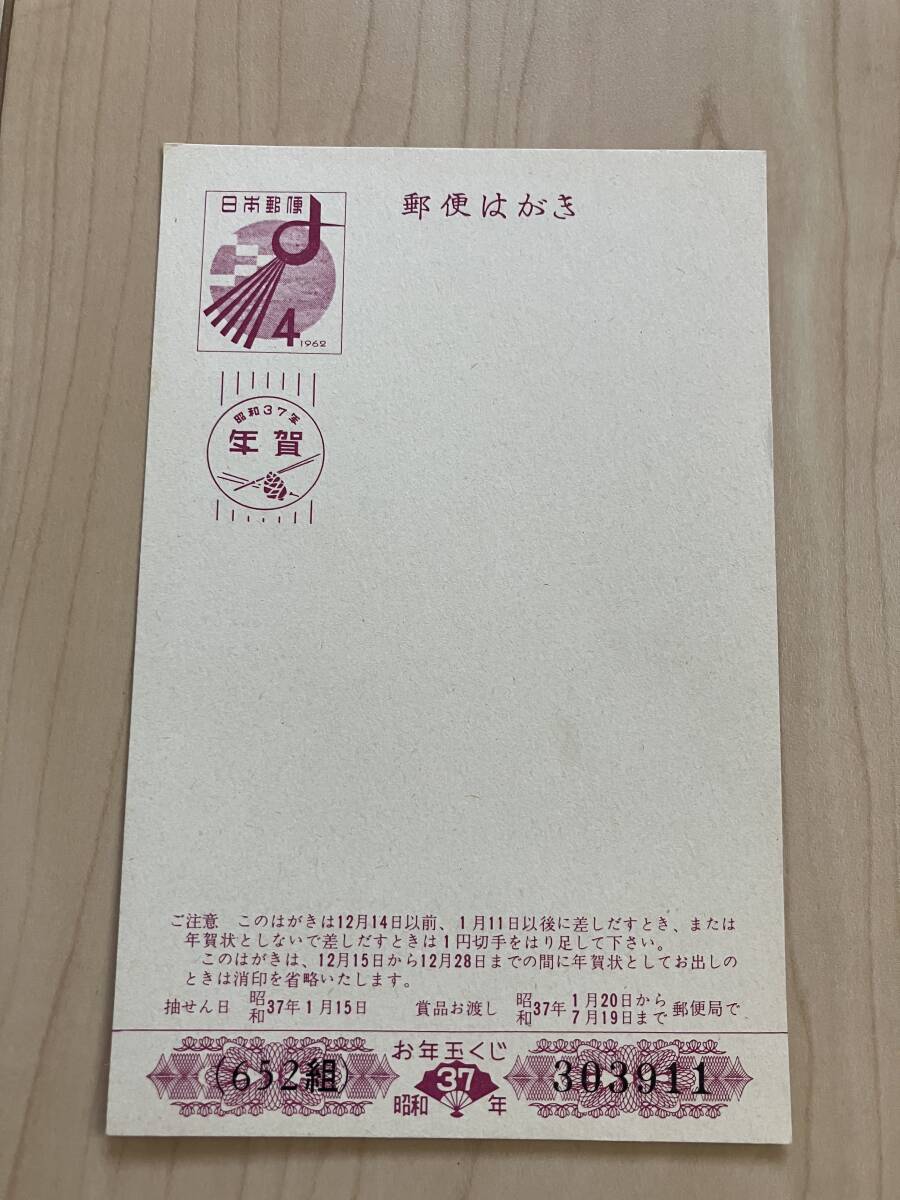 日本郵便
4
1962
郵便はがき
昭和37年
年賀
ご注意 このはがきは12月14日以前、1月11日以後に差しだすとき、または
年賀状としないで差しだすときは1円切手をはり足して下さい。
このはがきは、12月15日から12月28日までの間に年賀状としてお出しの
ときは消印を省略いたします。
抽せん日 昭和37年1月15日 賞品お渡し 昭和37年1月20日から7月19日まで郵便局で
お年玉くじ
(652組)
37
303911
昭和 年